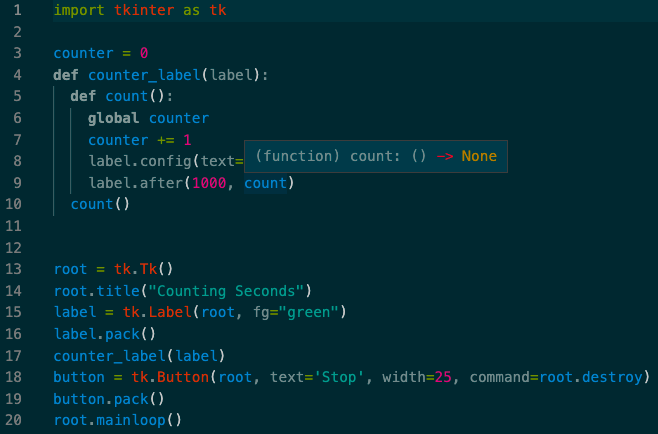 1 import tkinter as tk
2
3 counter = 0
4 def counter_label(label):
5   def count():
6     global counter
7     counter += 1
8     label.config(text=
(function) count: () -> None
9     label.after(1000, count)
10   count()
11
12
13 root = tk.Tk()
14 root.title("Counting Seconds")
15 label = tk.Label(root, fg="green")
16 label.pack()
17 counter_label(label)
18 button = tk.Button(root, text='Stop', width=25, command=root.destroy)
19 button.pack()
20 root.mainloop()